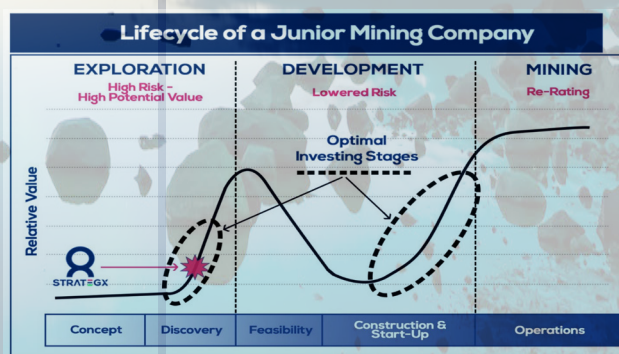 Lifecycle of a Junior Mining Company
EXPLORATION
High Risk –
High Potential Value
DEVELOPMENT
Lowered Risk
MINING
Re-Rating
Optimal
Investing Stages
Relative Value
STRATEGX
Concept
Discovery
Feasibility
Construction &
Start-Up
Operations